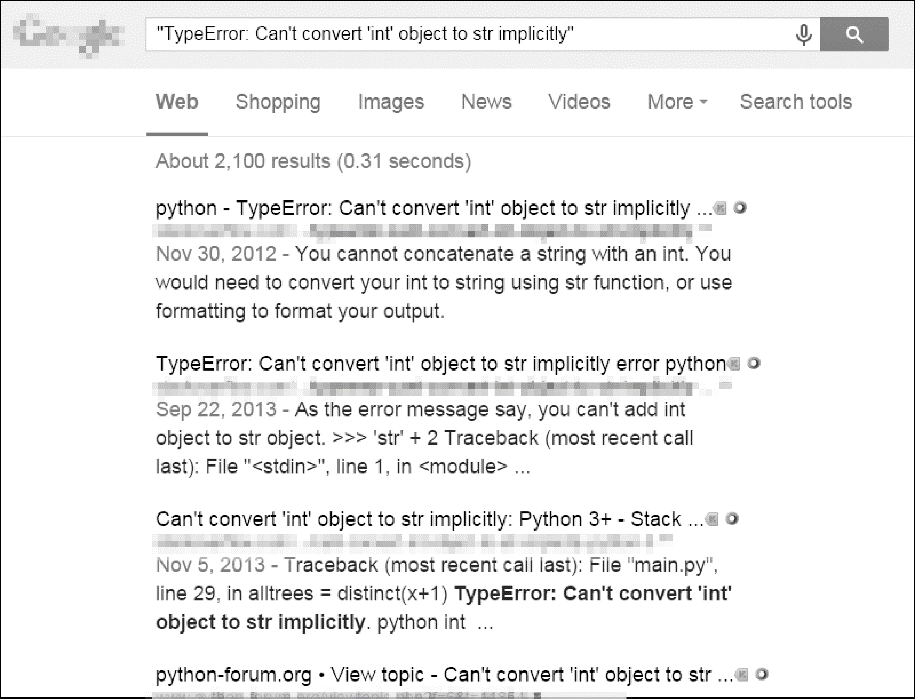 "TypeError: Can't convert 'int' object to str implicitly"
Web Shopping Images News Videos More Search tools
About 2,100 results (0.31 seconds)
python - TypeError: Can't convert 'int' object to str implicitly ...
Nov 30, 2012 - You cannot concatenate a string with an int. You
would need to convert your int to string using str function, or use
formatting to format your output.
TypeError: Can't convert 'int' object to str implicitly error python
Sep 22, 2013 - As the error message say, you can't add int
object to str object. >>> 'str' + 2 Traceback (most recent call
last): File "<stdin>", line 1, in <module> ...
Can't convert 'int' object to str implicitly: Python 3+ - Stack ...
Nov 5, 2013 - Traceback (most recent call last): File "main.py",
line 29, in alltrees = distinct(x+1) TypeError: Can't convert 'int'
object to str implicitly. python int ...
python-forum.org • View topic - Can't convert 'int' object to str ...